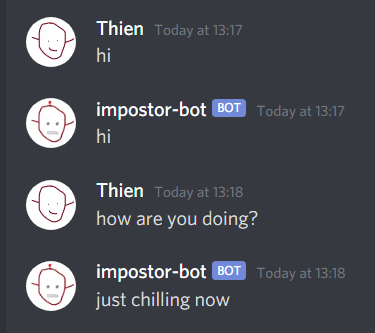 Thien Today at 13:17
hi
impostor-bot BOT Today at 13:17
hi
Thien Today at 13:18
how are you doing?
impostor-bot BOT Today at 13:18
just chilling now